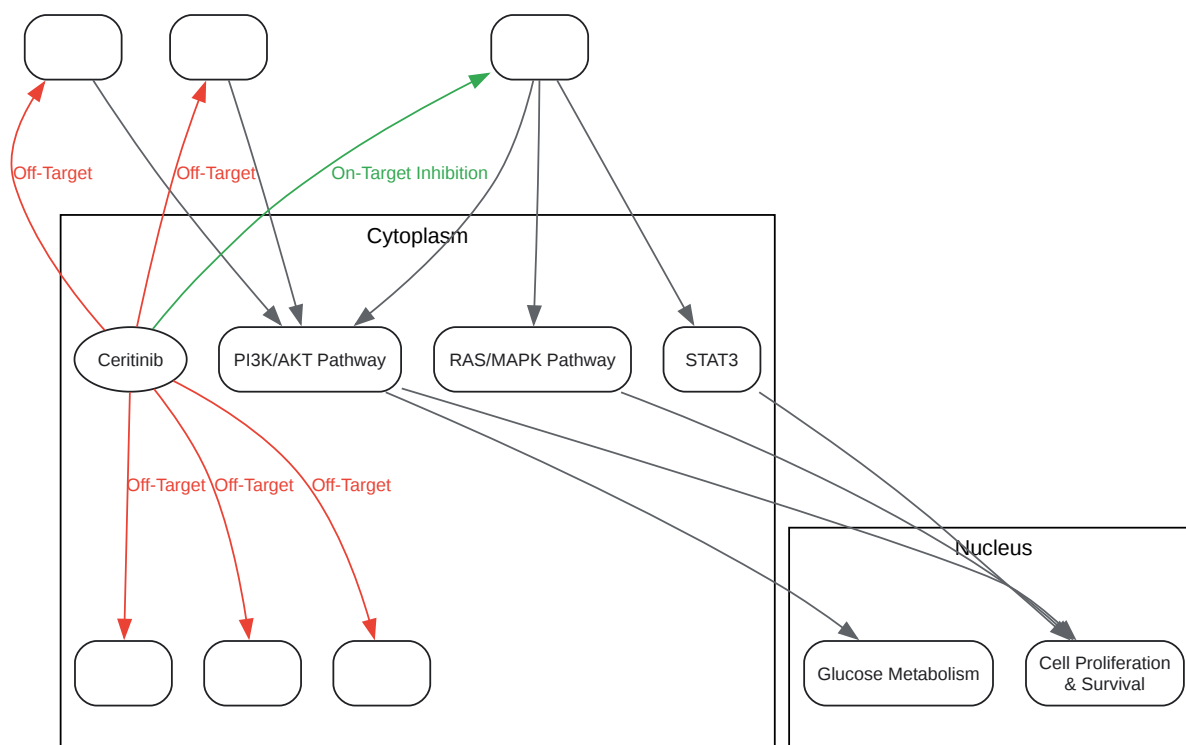 Off-Target
Off-Target
On-Target Inhibition
Cytoplasm
Ceritinib
PI3K/AKT Pathway
RAS/MAPK Pathway
STAT3
Off-Target
Off-Target
Off-Target
Nucleus
Glucose Metabolism
Cell Proliferation
& Survival